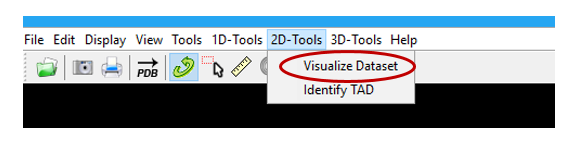 File Edit Display View Tools 1D-Tools 2D-Tools 3D-Tools Help
PDB
Visualize Dataset
Identify TAD